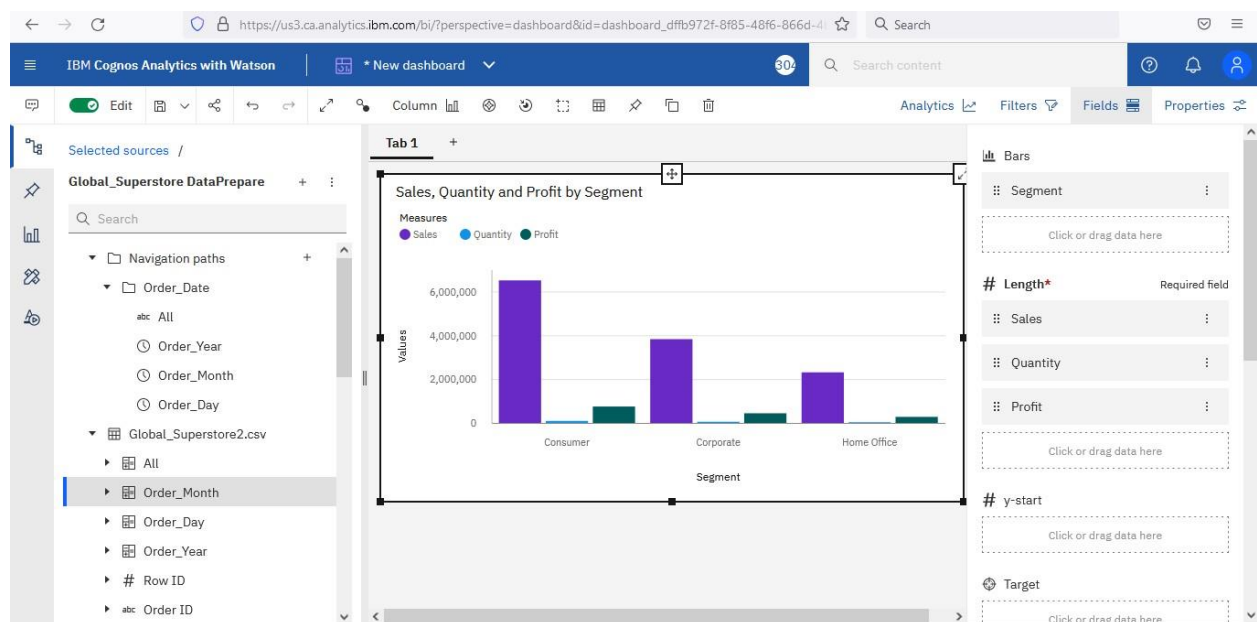 https://us3.ca.analytics.ibm.com/bi/?perspective=dashboard&id=dashboard_dffb972f-8f85-48f6-866d-4
Search
IBM Cognos Analytics with Watson
* New dashboard
304
Search content
Edit
Column
Analytics
Filters
Fields
Properties
Selected sources /
Global_Superstore DataPrepare
Search
Navigation paths
Order_Date
abc All
Order_Year
Order_Month
Order_Day
Global_Superstore2.csv
All
Order_Month
Order_Day
Order_Year
# Row ID
abc Order ID
Tab 1 +
Sales, Quantity and Profit by Segment
Measures
Sales Quantity Profit
Values
6,000,000
4,000,000
2,000,000
0
Consumer Corporate Home Office
Segment
Bars
Segment
Click or drag data here
# Length* Required field
Sales
Quantity
Profit
Click or drag data here
# y-start
Click or drag data here
Target
Click or drag data here